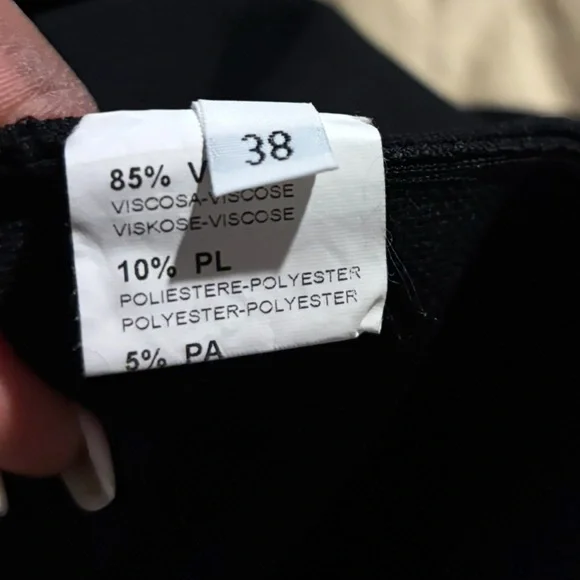 38
85% V
VISCOSA-VISCOSE
VISKOSE-VISCOSE
10% PL
POLIESTERE-POLYESTER
POLYESTER-POLYESTER
5% PA